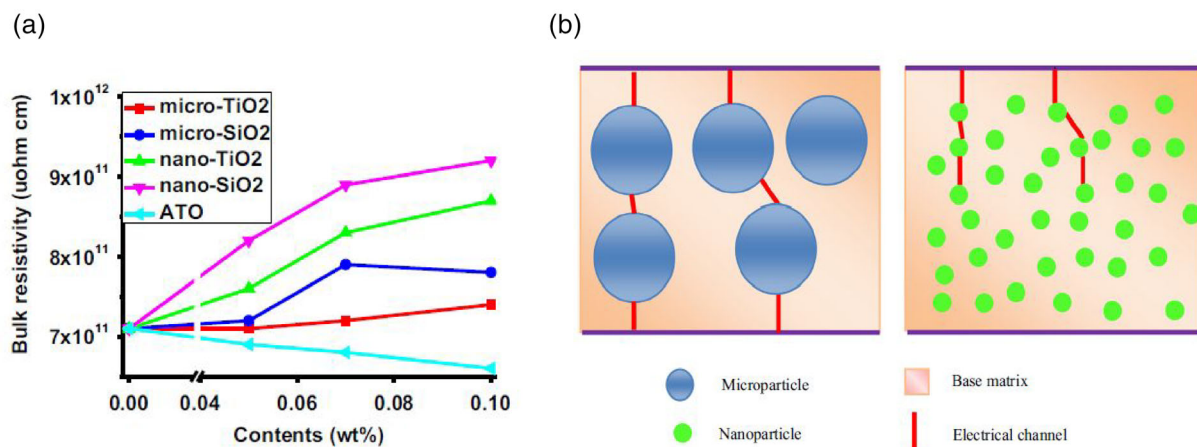 (a)
(b)
Bulk resistivity (uohm cm)
1x10¹²
9x10¹¹
8x10¹¹
7x10¹¹
micro-TiO2
micro-SiO2
nano-TiO2
nano-SiO2
ATO
0.00 0.04 0.06 0.08 0.10
Contents (wt%)
Microparticle
Base matrix
Nanoparticle
Electrical channel